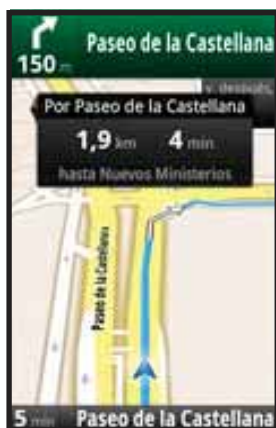 Paseo de la Castellana
150 m
y, después,
Por Paseo de la Castellana
1,9 km 4 min
hasta Nuevos Ministerios
Paseo de la Castellana
5 min Paseo de la Castellana